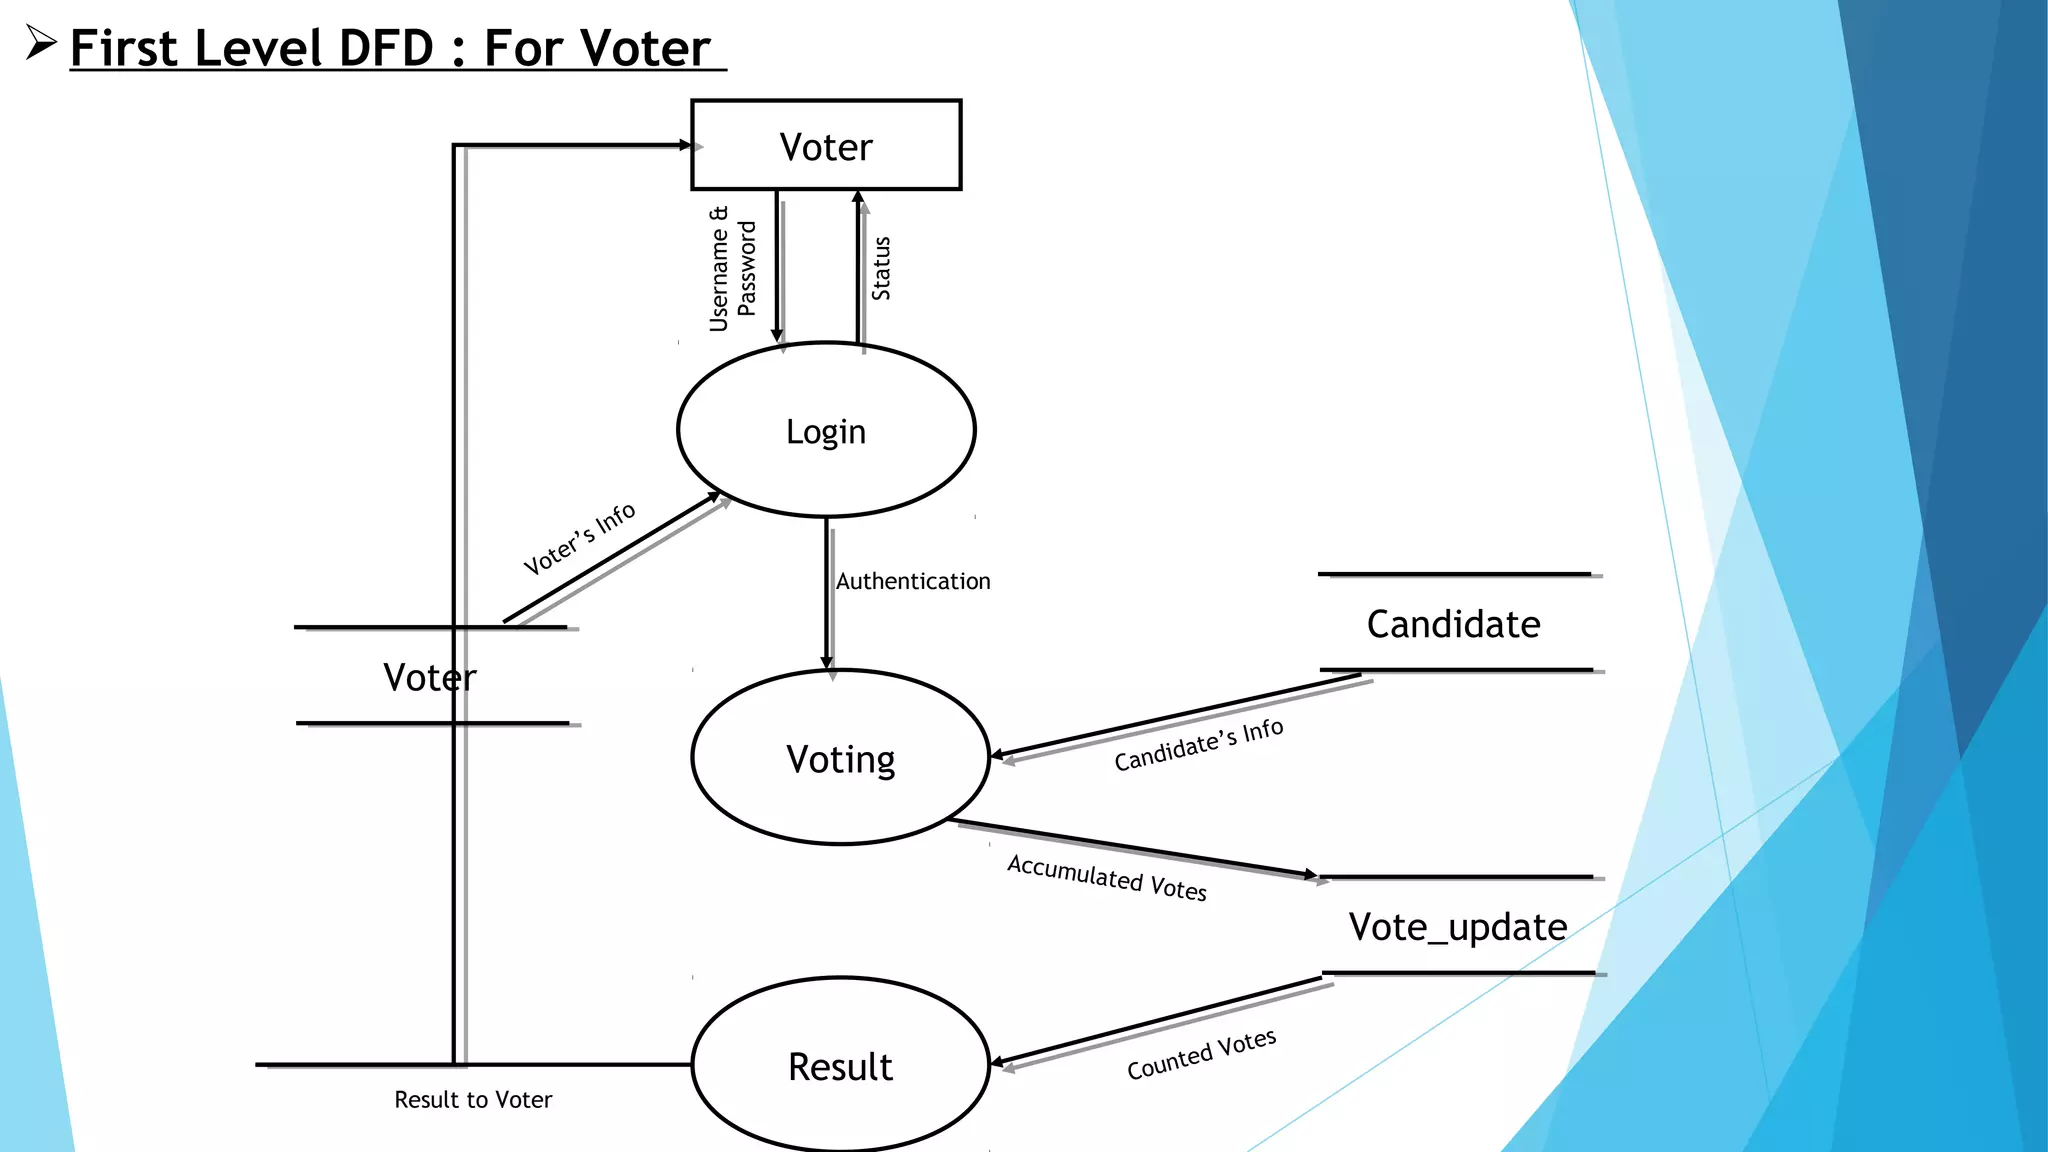 First Level DFD : For Voter
Voter
Username &
Password
Status
Login
Voter’s Info
Authentication
Candidate
Voter
Voting
Candidate’s Info
Accumulated Votes
Vote_update
Counted Votes
Result
Result to Voter